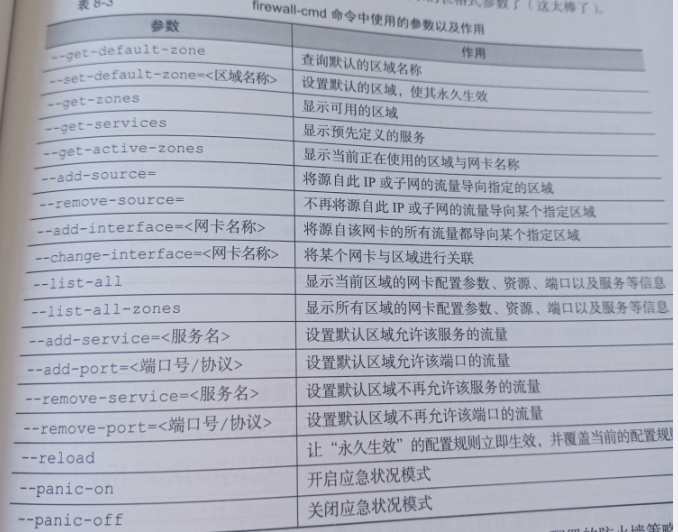 长格式参数了（这太棒了）。
表 8-3
firewall-cmd 命令中使用的参数以及作用
参数 作用
--get-default-zone 查询默认的区域名称
--set-default-zone=<区域名称> 设置默认的区域，使其永久生效
--get-zones 显示可用的区域
--get-services 显示预先定义的服务
--get-active-zones 显示当前正在使用的区域与网卡名称
--add-source= 将源自此 IP 或子网的流量导向指定的区域
--remove-source= 不再将源自此 IP 或子网的流量导向某个指定区域
--add-interface=<网卡名称> 将源自该网卡的所有流量都导向某个指定区域
--change-interface=<网卡名称> 将某个网卡与区域进行关联
--list-all 显示当前区域的网卡配置参数、资源、端口以及服务等信息
--list-all-zones 显示所有区域的网卡配置参数、资源、端口以及服务等信息
--add-service=<服务名> 设置默认区域允许该服务的流量
--add-port=<端口号/协议> 设置默认区域允许该端口的流量
--remove-service=<服务名> 设置默认区域不再允许该服务的流量
--remove-port=<端口号/协议> 设置默认区域不再允许该端口的流量
--reload 让“永久生效”的配置规则立即生效，并覆盖当前的配置规
--panic-on 开启应急状况模式
--panic-off 关闭应急状况模式
的防火墙策略